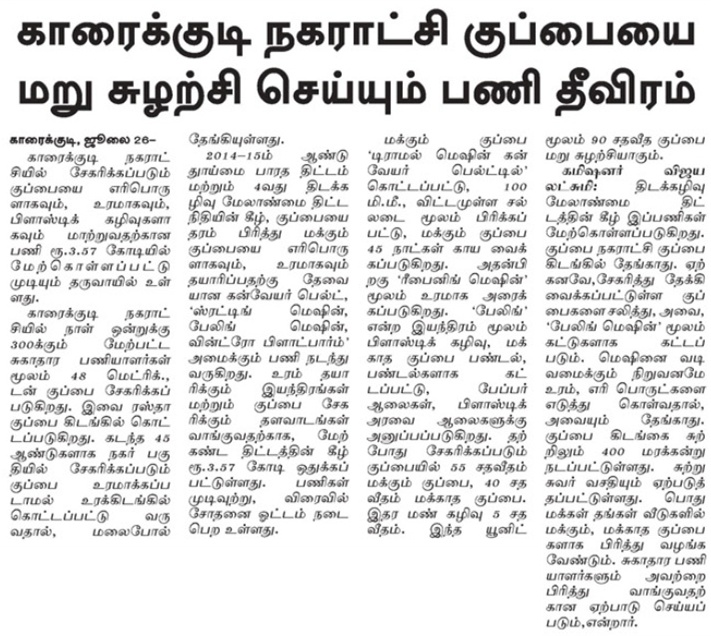 காரைக்குடி நகராட்சி குப்பையை
மறு சுழற்சி செய்யும் பணி தீவிரம்
காரைக்குடி, ஜூலை 26–
காரைக்குடி நகராட்
சியில் சேகரிக்கப்படும்
குப்பையை எரிபொரு
ளாகவும், உரமாகவும்,
பிளாஸ்டிக் கழிவுகளா
கவும் மாற்றுவதற்கான
பணி ரூ.3.57 கோடியில்
மேற்கொள்ளப்பட்டு
முடியும் தருவாயில் உள்
ளது.
காரைக்குடி நகராட்
சியில் நாள் ஒன்றுக்கு
300க்கும் மேற்பட்ட
சுகாதார பணியாளர்கள்
மூலம் 48 மெட்ரிக்.,
டன் குப்பை சேகரிக்கப்
படுகிறது. இவை ரஸ்தா
குப்பை கிடங்கில் கொட்
டப்படுகிறது. கடந்த 45
ஆண்டுகளாக நகர் பகு
தியில் சேகரிக்கப்படும்
குப்பை உரமாக்கப்ப
டாமல் உரக்கிடங்கில்
கொட்டப்பட்டு வரு
வதால், மலைபோல்
தேங்கியுள்ளது.
2014–15ம் ஆண்டு
தூய்மை பாரத திட்டம்
மற்றும் 4வது திடக்க
ழிவு மேலாண்மை திட்ட
நிதியின் கீழ், குப்பையை
தரம் பிரித்து மக்கும்
குப்பையை எரிபொரு
ளாகவும், உரமாகவும்
தயாரிப்பதற்கு தேவை
யான கன்வேயர் பெல்ட்,
‘ஸ்ரட்டிங் மெஷின்,
பேலிங் மெஷின்,
வின்ட்ரோ பிளாட்பார்ம்’
அமைக்கும் பணி நடந்து
வருகிறது. உரம் தயா
ரிக்கும் இயந்திரங்கள்
மற்றும் குப்பை சேக
ரிக்கும் தளவாடங்கள்
வாங்குவதற்காக, மேற்
கண்ட திட்டத்தின் கீழ்
ரூ.3.57 கோடி ஒதுக்கப்
பட்டுள்ளது. பணிகள்
முடிவுற்று, விரைவில்
சோதனை ஓட்டம் நடை
பெற உள்ளது.
மக்கும் குப்பை
‘டிராமல் மெஷின் கன்
வேயர் பெல்ட்டில்’
கொட்டப்பட்டு, 100
மி.மீ., விட்டமுள்ள சல்
லடை மூலம் பிரிக்கப்
பட்டு, மக்கும் குப்பை
45 நாட்கள் காய வைக்
கப்படுகிறது. அதன்பி
றகு ‘ரீபைனிங் மெஷின்’
மூலம் உரமாக அரைக்
கப்படுகிறது. ‘பேலிங்’
என்ற இயந்திரம் மூலம்
பிளாஸ்டிக் கழிவு, மக்
காத குப்பை பண்டல்,
பண்டல்களாக கட்
டப்பட்டு, பேப்பர்
ஆலைகள், பிளாஸ்டிக்
அரவை ஆலைகளுக்கு
அனுப்பப்படுகிறது. தற்
போது சேகரிக்கப்படும்
குப்பையில் 55 சதவீதம்
மக்கும் குப்பை, 40 சத
வீதம் மக்காத குப்பை.
இதர மண் கழிவு 5 சத
வீதம். இந்த யூனிட்
மூலம் 90 சதவீத குப்பை
மறு சுழற்சியாகும்.
கமிஷனர் விஜய
லட்சுமி: திடக்கழிவு
மேலாண்மை திட்
டத்தின் கீழ் இப்பணிகள்
மேற்கொள்ளப்படுகிறது.
குப்பை நகராட்சி குப்பை
கிடங்கில் தேங்காது. ஏற்
கனவே,சேகரித்து தேக்கி
வைக்கப்பட்டுள்ள குப்
பைகளை சலித்து, அவை,
‘பேலிங் மெஷின்’ மூலம்
கட்டுகளாக கட்டப்
படும். மெஷினை வடி
வமைக்கும் நிறுவனமே
உரம், எரி பொருட்களை
எடுத்து கொள்வதால்,
அவையும் தேங்காது.
குப்பை கிடங்கை சுற்
றிலும் 400 மரக்கன்று
நடப்பட்டுள்ளது. சுற்று
சுவர் வசதியும் ஏற்படுத்
தப்பட்டுள்ளது. பொது
மக்கள் தங்கள் வீடுகளில்
மக்கும், மக்காத குப்பை
களாக பிரித்து வழங்க
வேண்டும். சுகாதார பணி
யாளர்களும் அவற்றை
பிரித்து வாங்குவதற்
கான ஏற்பாடு செய்யப்
படும்,என்றார்.